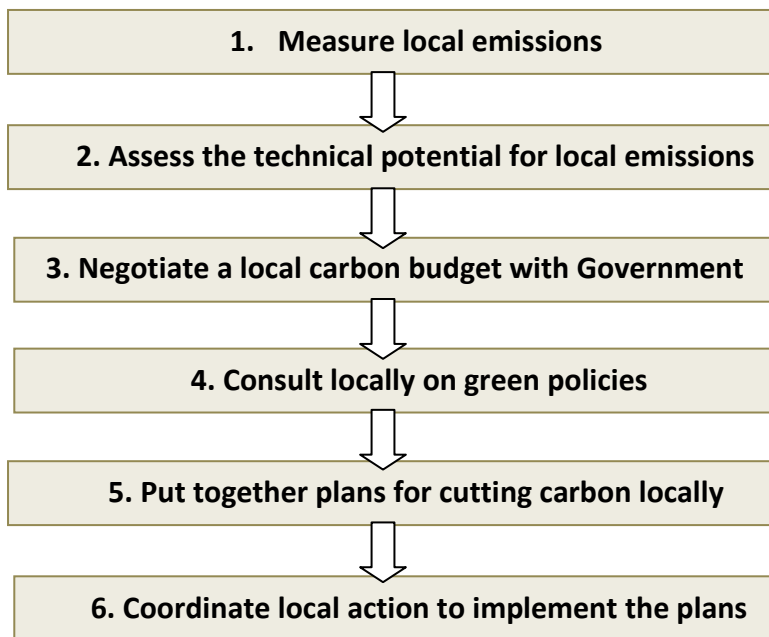 1. Measure local emissions
2. Assess the technical potential for local emissions
3. Negotiate a local carbon budget with Government
4. Consult locally on green policies
5. Put together plans for cutting carbon locally
6. Coordinate local action to implement the plans